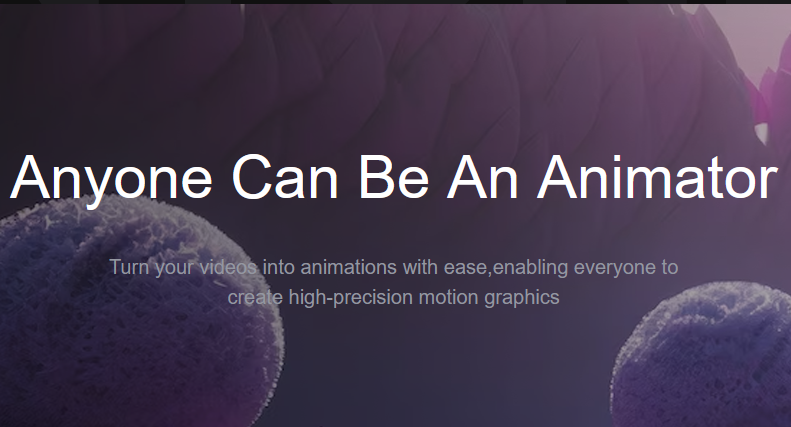 Anyone Can Be An Animator
Turn your videos into animations with ease,enabling everyone to
create high-precision motion graphics